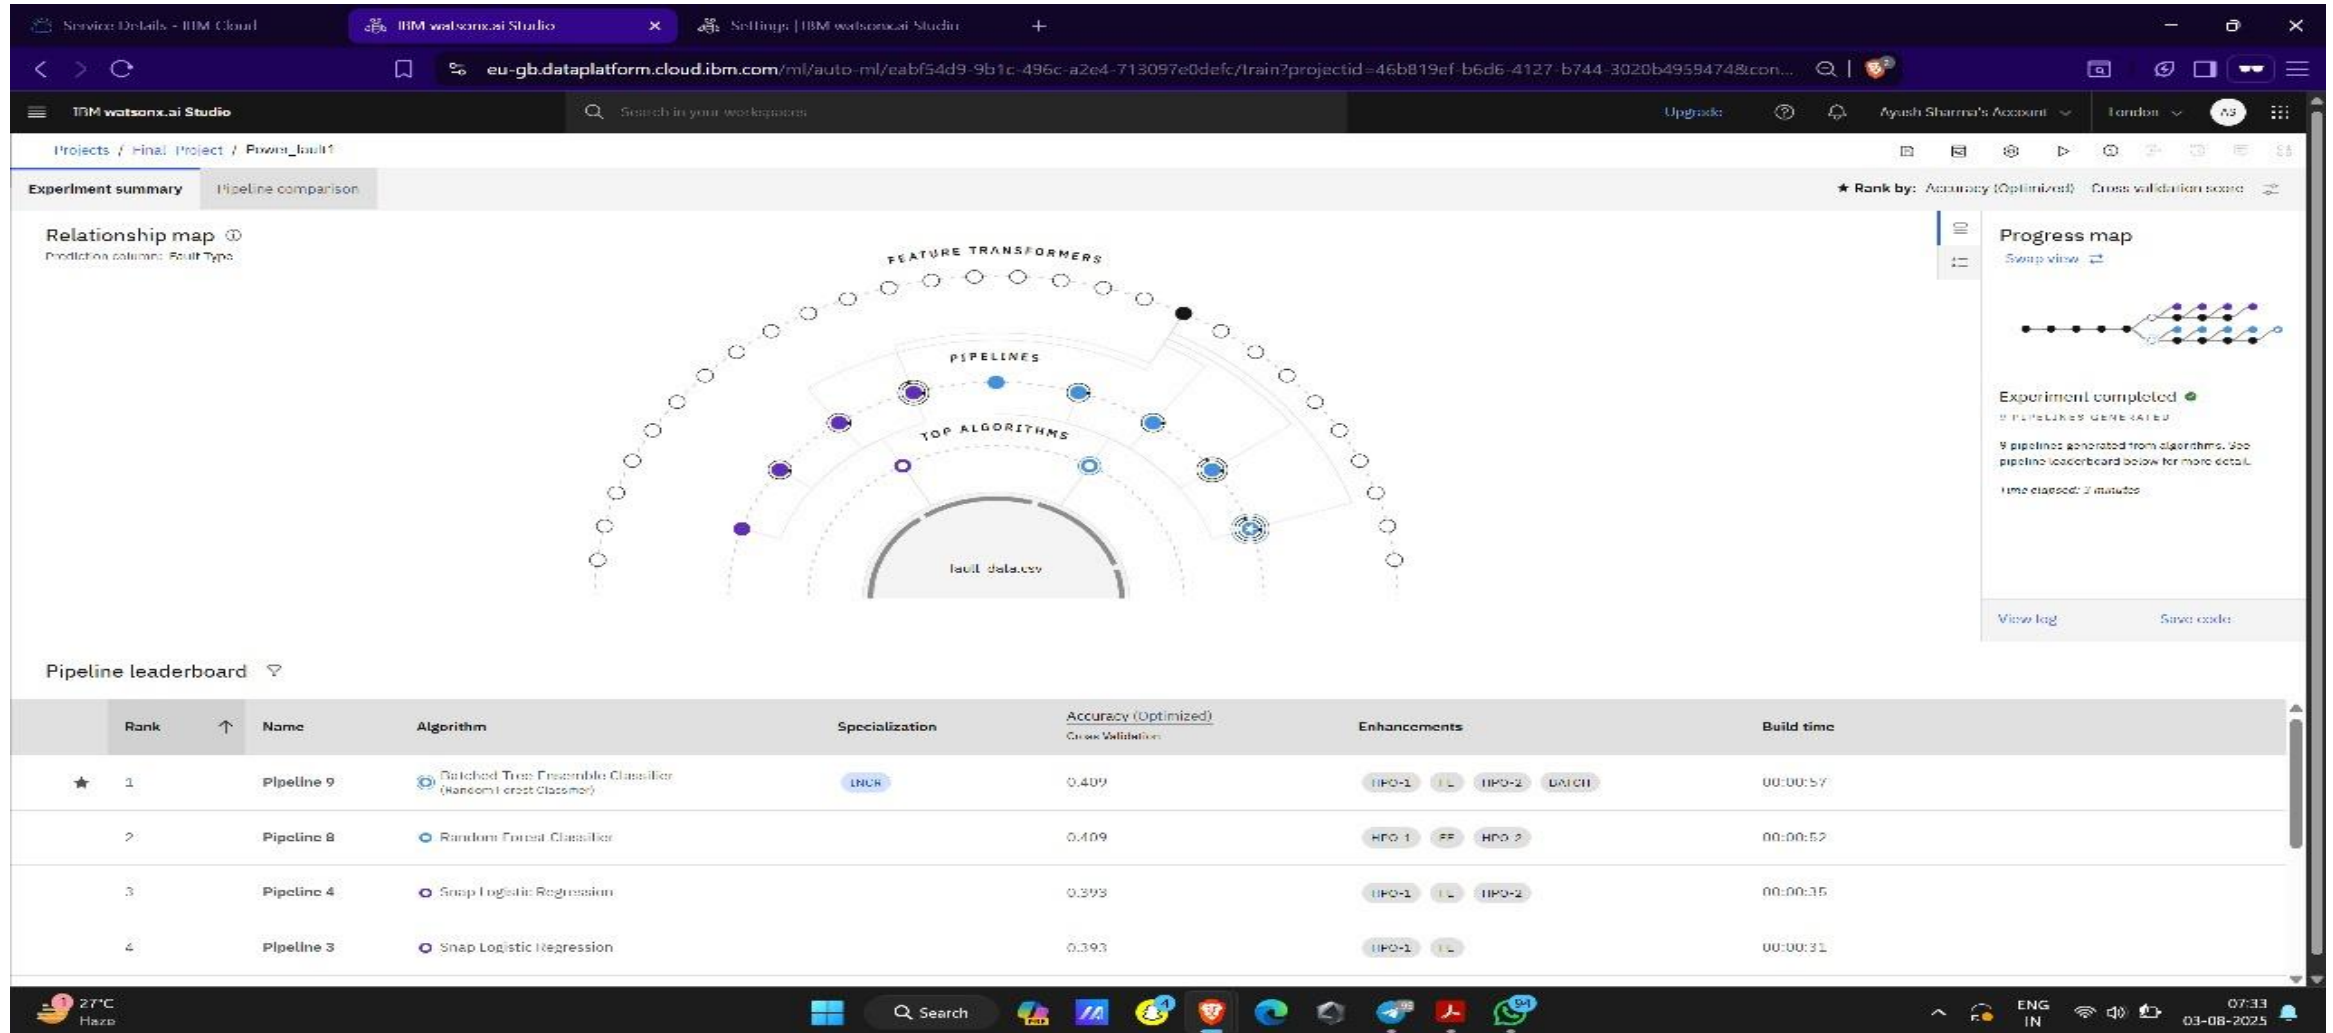 Service Details - IBM Cloud
IBM watsonx.ai Studio
Settings | IBM watsonx.ai Studio
eu-gb.dataplatform.cloud.ibm.com/ml/auto-ml/eabf54d9-9b1c-496c-a2e4-713097e0defc/train?projectid=46b819ef-b6d6-4127-b744-3020b4959474&con...
IBM watsonx.ai Studio
Search in your workspaces
Upgrade
Ayush Sharma's Account
London
AS
Projects / Final Project / Power_fault1
Experiment summary
Pipeline comparison
★ Rank by: Accuracy (Optimized) Cross validation score
Relationship map
Prediction column: Fault Type
FEATURE TRANSFORMERS
PIPELINES
TOP ALGORITHMS
fault data.csv
Progress map
Swap view
Experiment completed
9 PIPELINES GENERATED
9 pipelines generated from algorithms. See
pipeline leaderboard below for more detail.
Time elapsed: minutes
View log
Save code
Pipeline leaderboard
Rank ↑ Name Algorithm Specialization Accuracy (Optimized) Cross Validation Enhancements Build time
★ 1 Pipeline 9 Batched Tree Ensemble Classifier (Random Forest Classifier) INCR 0.409 HPO-1 FE HPO-2 BATCH 00:00:57
2 Pipeline 8 Random Forest Classifier 0.409 HPO-1 FE HPO-2 00:00:52
3 Pipeline 4 Snap Logistic Regression 0.393 HPO-1 FE HPO-2 00:00:35
4 Pipeline 3 Snap Logistic Regression 0.393 HPO-1 FE 00:00:31
1
27°C
Haze
Search
4
94
ENG
IN
07:33
03-08-2025